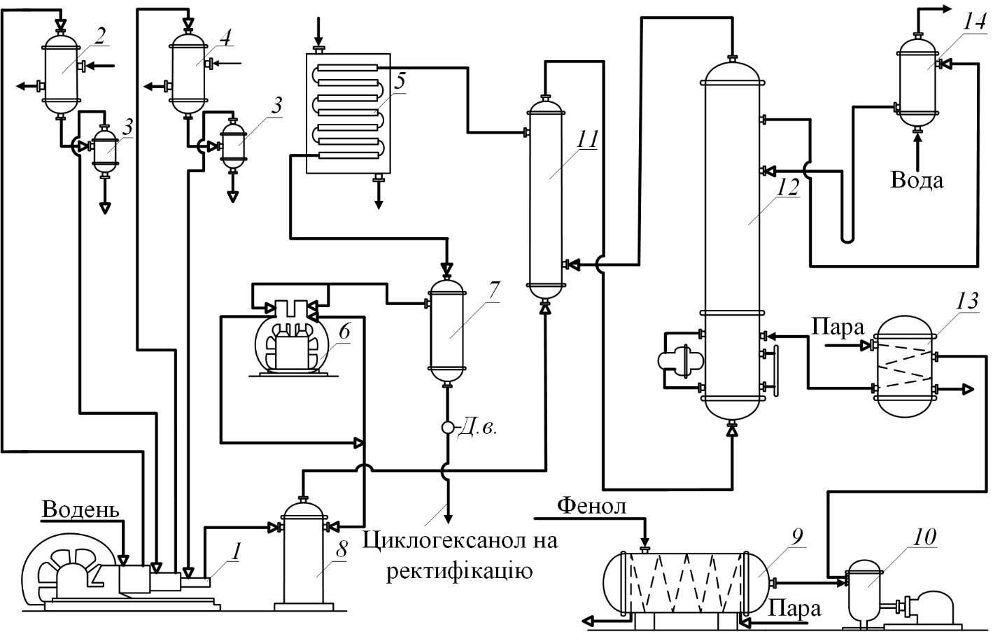 2
4
14
3
3
5
11
Вода
12
7
13
Пара
6
Д.в.
Водень
Фенол
1
8
Циклогексанол на
ректифікацію
9
10
Пара